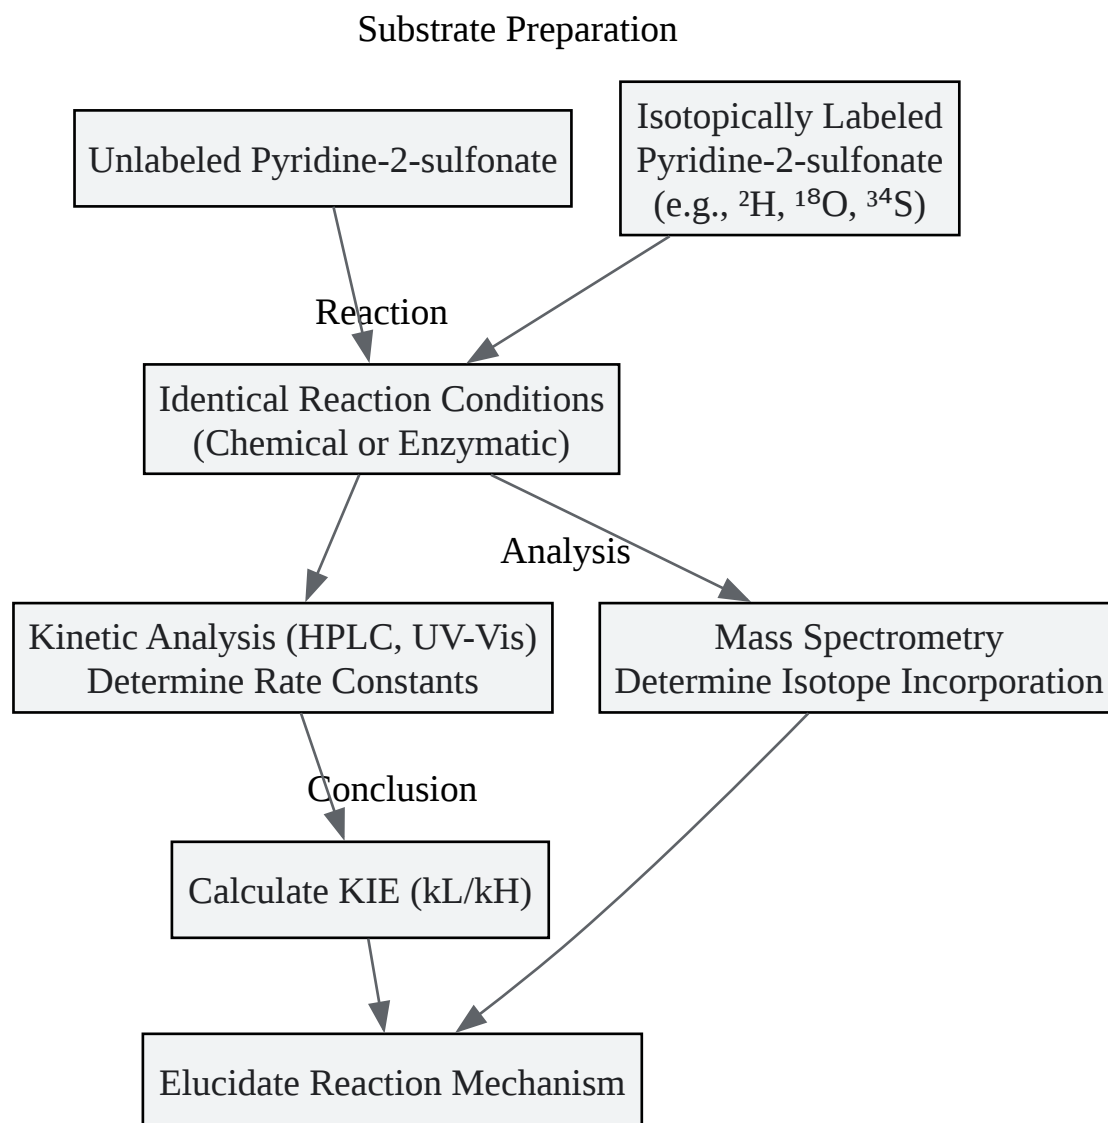 Substrate Preparation
Unlabeled Pyridine-2-sulfonate
Isotopically Labeled
Pyridine-2-sulfonate
(e.g., ²H, ¹⁸O, ³⁴S)
Reaction
Identical Reaction Conditions
(Chemical or Enzymatic)
Analysis
Kinetic Analysis (HPLC, UV-Vis)
Determine Rate Constants
Mass Spectrometry
Determine Isotope Incorporation
Conclusion
Calculate KIE (kL/kH)
Elucidate Reaction Mechanism